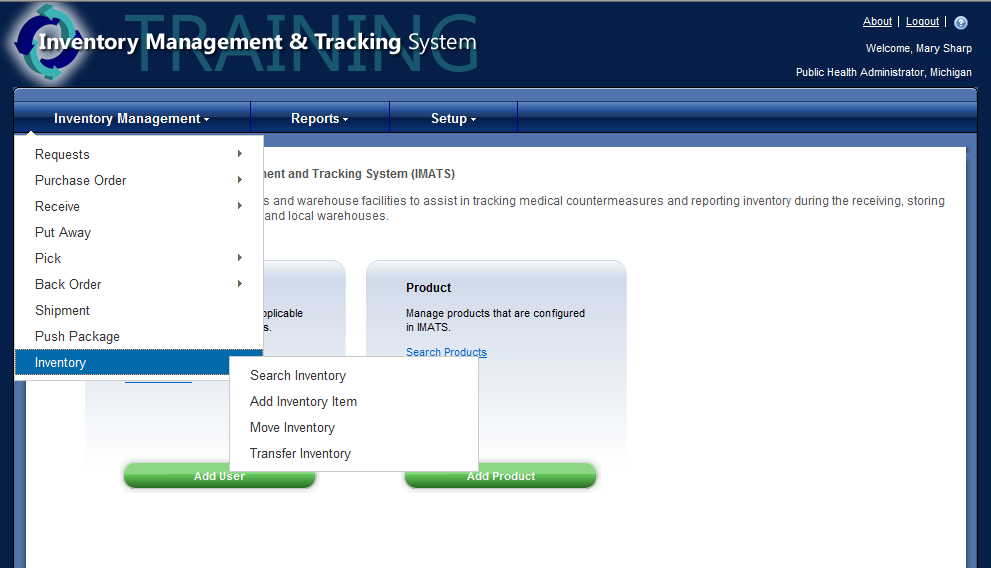 TRAINING
Inventory Management & Tracking System
About | Logout |
Welcome, Mary Sharp
Public Health Administrator, Michigan
Inventory Management
Reports
Setup
Requests
Purchase Order
Receive
Put Away
Pick
Back Order
Shipment
Push Package
Inventory
Search Inventory
Add Inventory Item
Move Inventory
Transfer Inventory
ent and Tracking System (IMATS)
s and warehouse facilities to assist in tracking medical countermeasures and reporting inventory during the receiving, storing
and local warehouses.
plicable
s.
Product
Manage products that are configured
in IMATS.
Search Products
Add User
Add Product